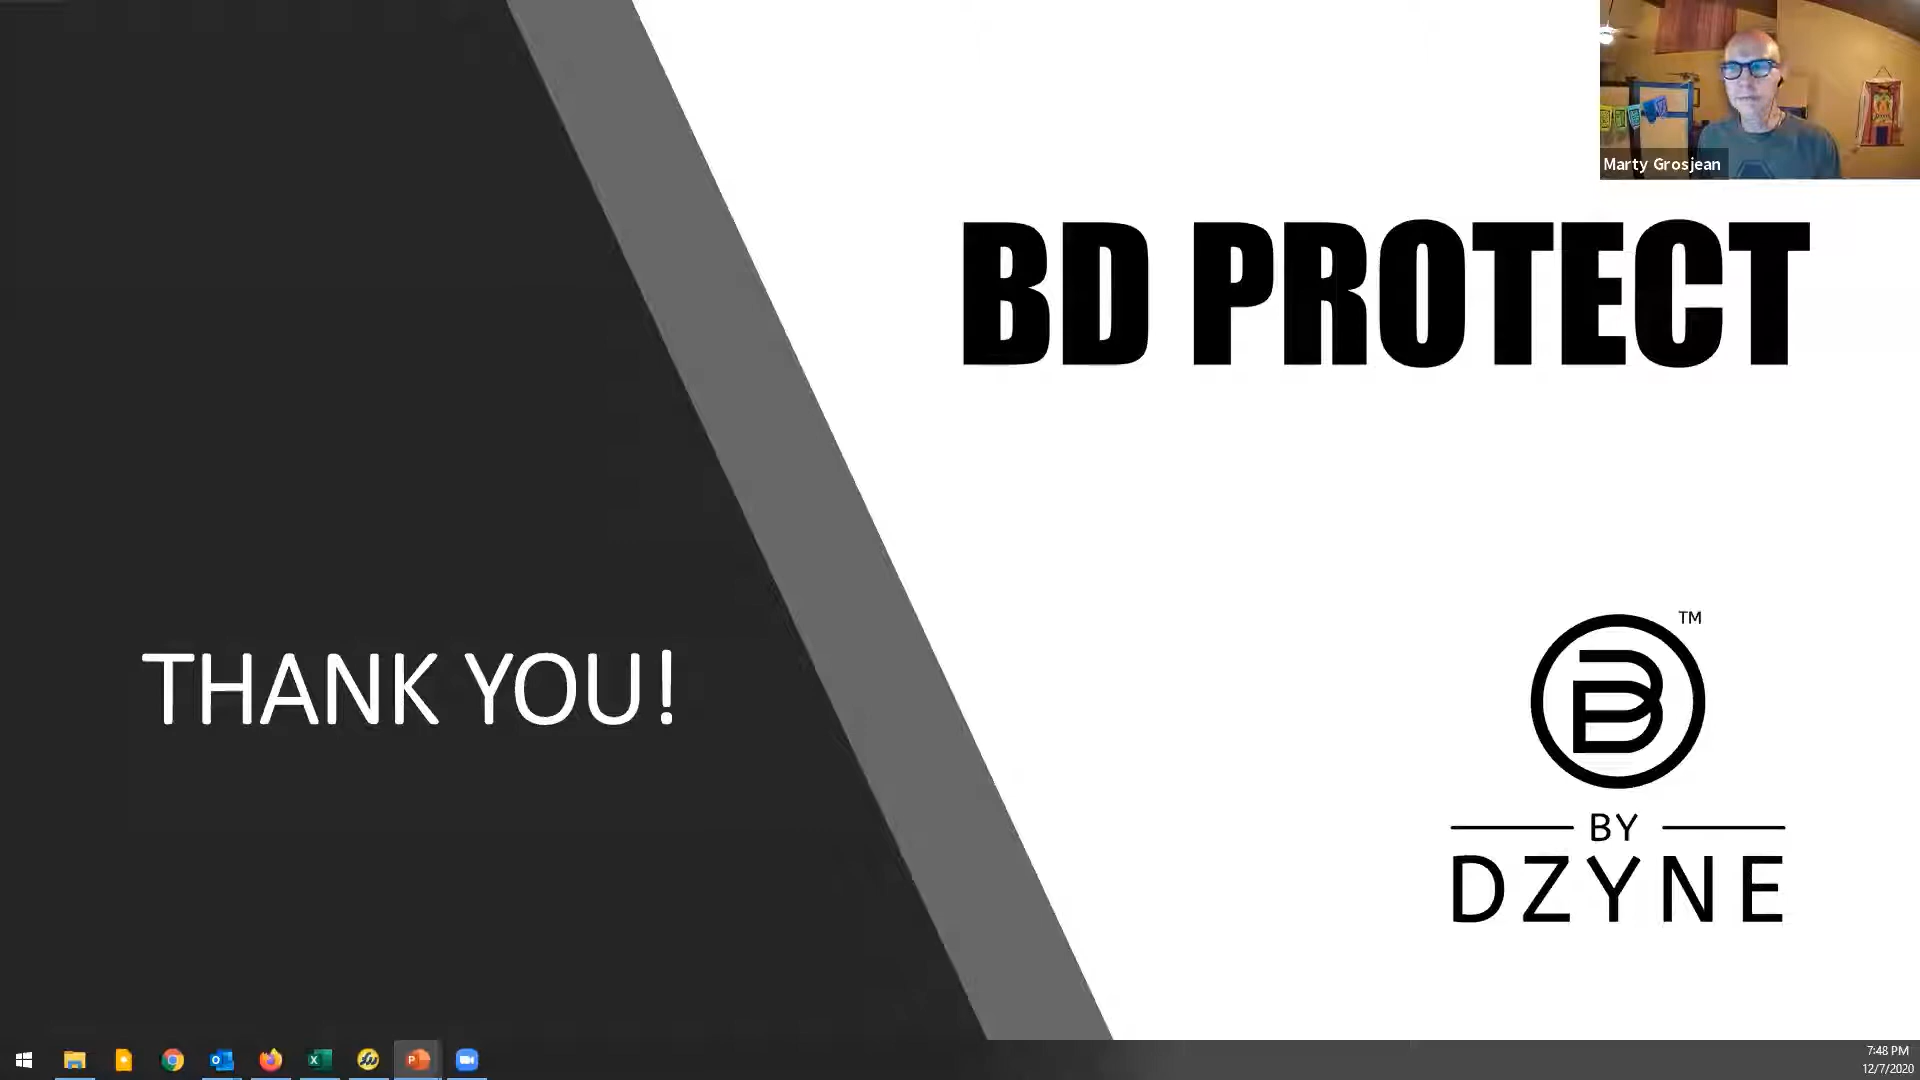 Marty Grosjean
BD PROTECT
THANK YOU!
TM
BY
DZYNE
7:48 PM
12/7/2020